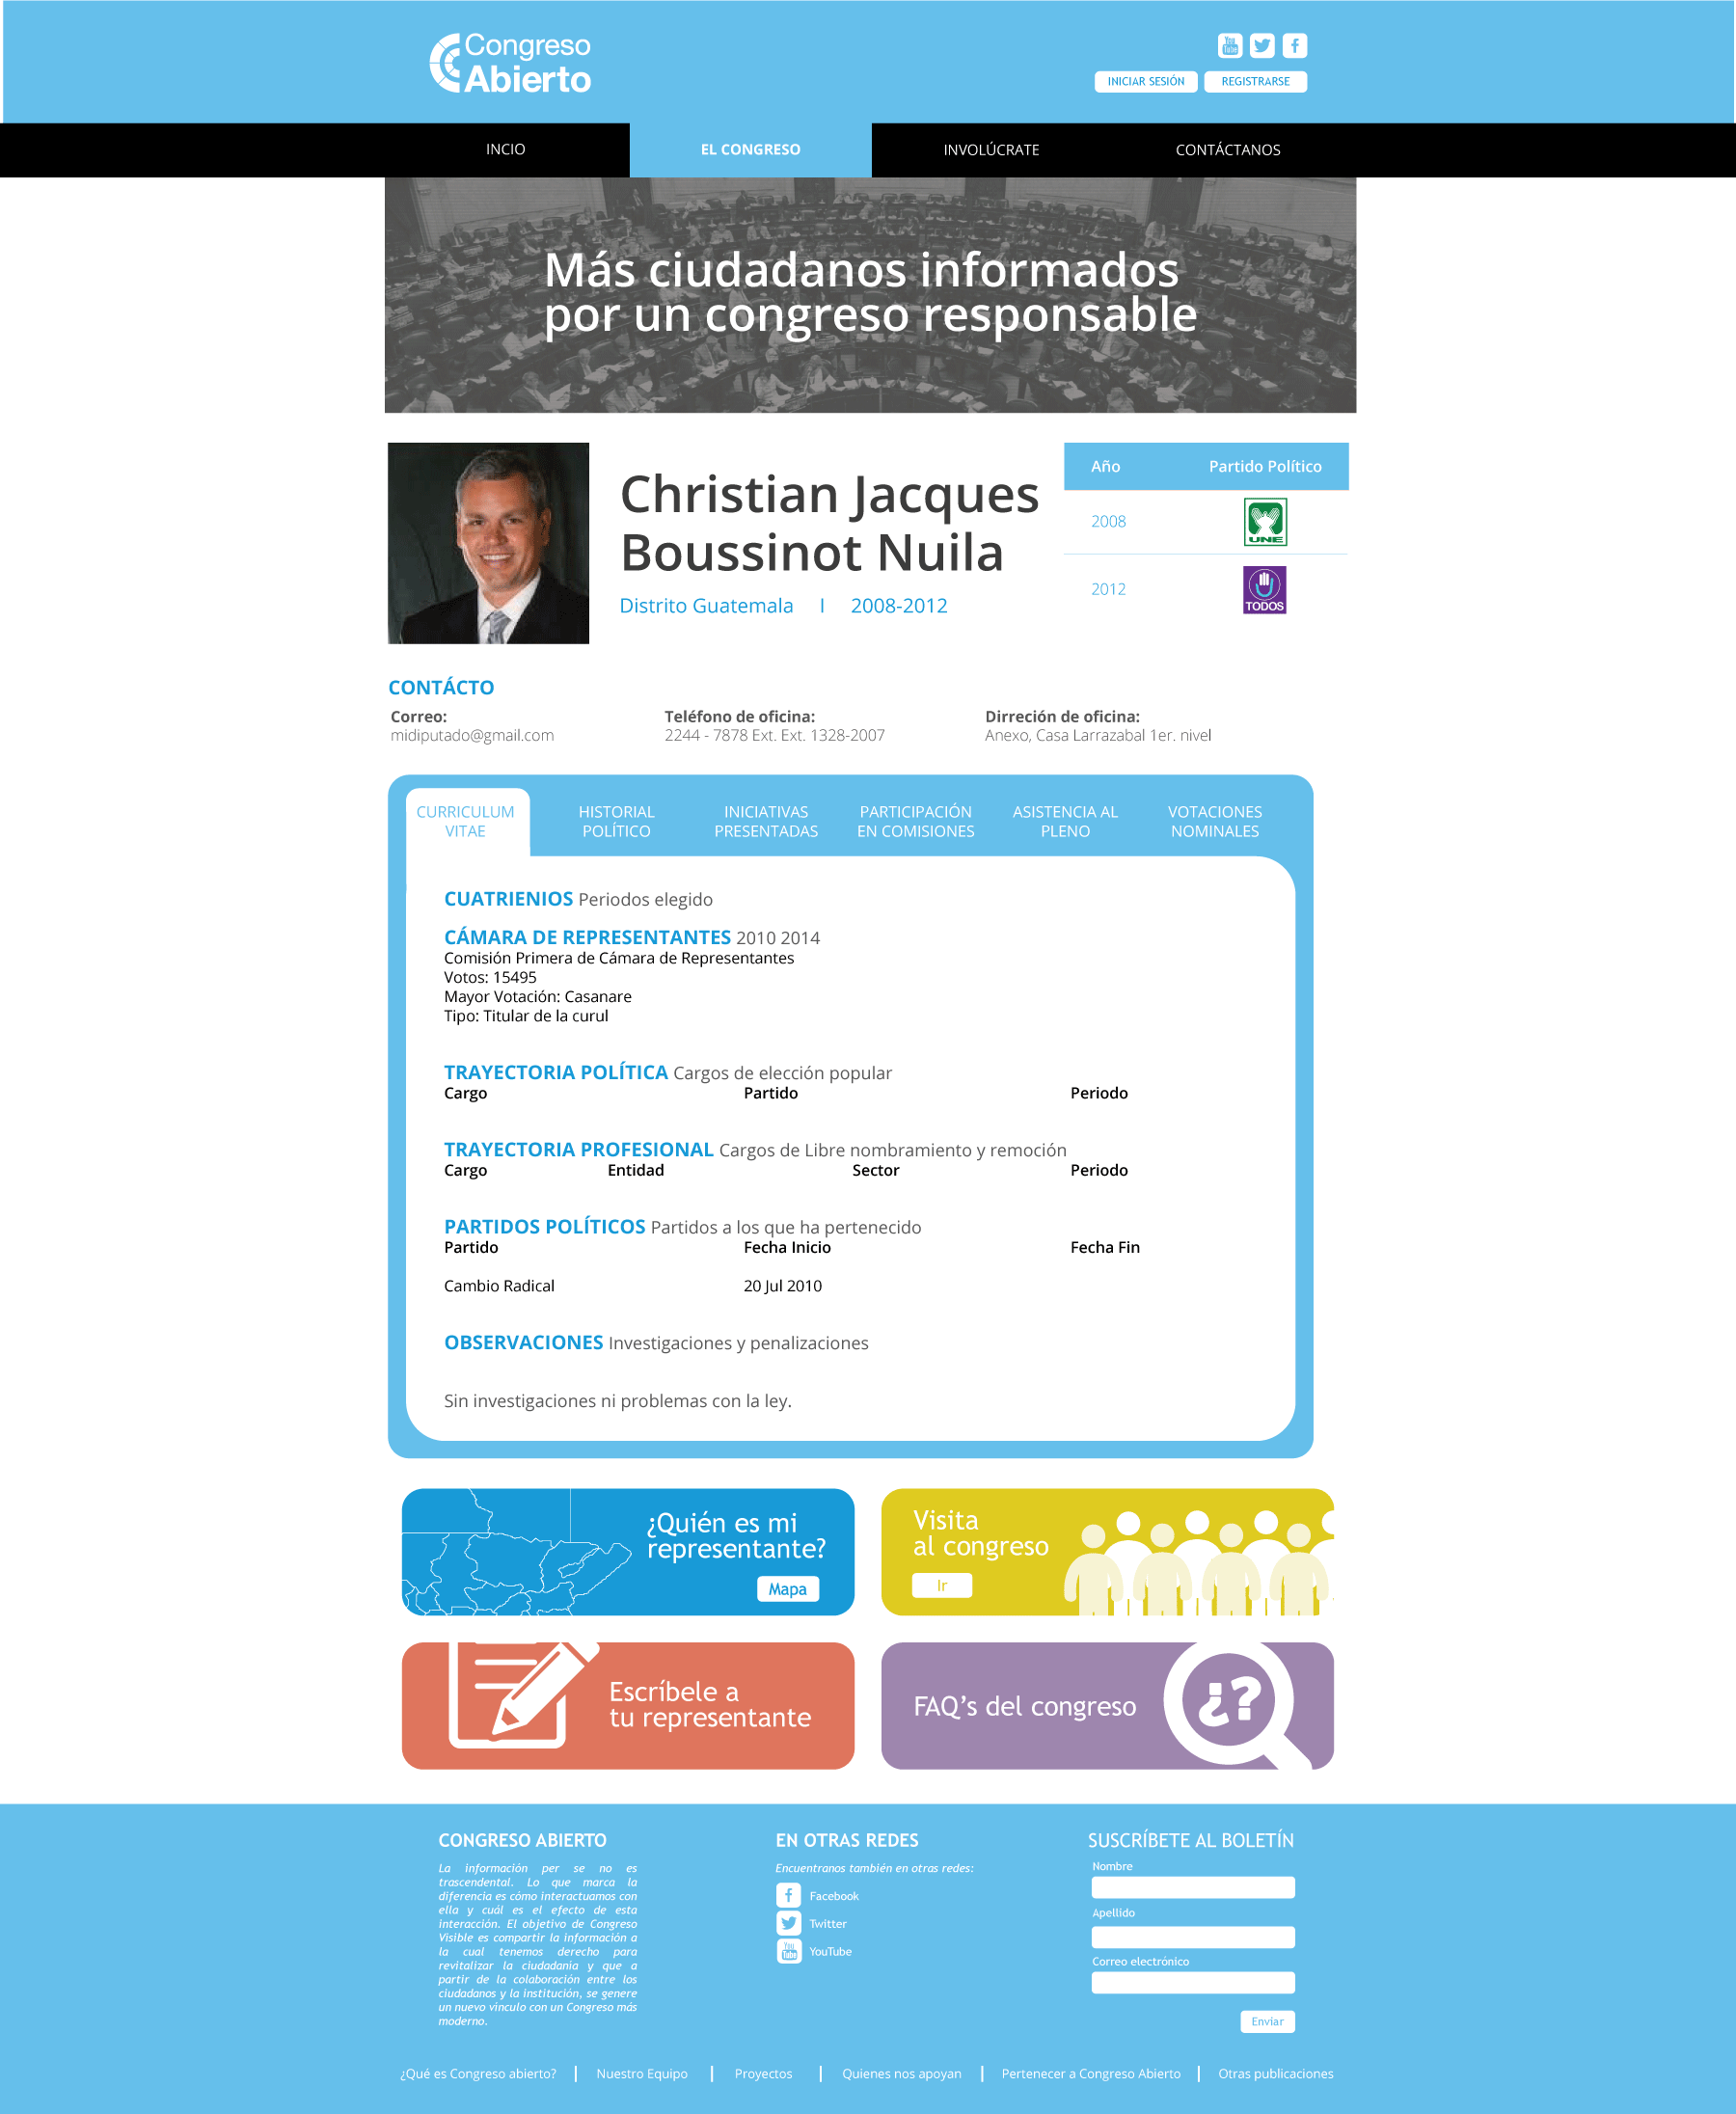 Congreso
Abierto
You Tube
INICIAR SESIÓN REGISTRARSE
INCIO EL CONGRESO INVOLÚCRATE CONTÁCTANOS
Más ciudadanos informados
por un congreso responsable
Christian Jacques
Boussinot Nuila
Distrito Guatemala I 2008-2012
Año Partido Político
2008 UNE
2012 TODOS
CONTÁCTO
Correo: Teléfono de oficina: Dirreción de oficina:
midiputado@gmail.com 2244 - 7878 Ext. Ext. 1328-2007 Anexo, Casa Larrazabal 1er. nivel
CURRICULUM HISTORIAL INICIATIVAS PARTICIPACIÓN ASISTENCIA AL VOTACIONES
VITAE POLÍTICO PRESENTADAS EN COMISIONES PLENO NOMINALES
CUATRIENIOS Periodos elegido
CÁMARA DE REPRESENTANTES 2010 2014
Comisión Primera de Cámara de Representantes
Votos: 15495
Mayor Votación: Casanare
Tipo: Titular de la curul
TRAYECTORIA POLÍTICA Cargos de elección popular
Cargo Partido Periodo
TRAYECTORIA PROFESIONAL Cargos de Libre nombramiento y remoción
Cargo Entidad Sector Periodo
PARTIDOS POLÍTICOS Partidos a los que ha pertenecido
Partido Fecha Inicio Fecha Fin
Cambio Radical 20 Jul 2010
OBSERVACIONES Investigaciones y penalizaciones
Sin investigaciones ni problemas con la ley.
¿Quién es mi
representante?
Mapa
Visita
al congreso
Ir
Escríbele a
tu representante
FAQ’s del congreso
¿?
CONGRESO ABIERTO
La información per se no es
trascendental. Lo que marca la
diferencia es cómo interactuamos con
ella y cuál es el efecto de esta
interacción. El objetivo de Congreso
Visible es compartir la información a
la cual tenemos derecho para
revitalizar la ciudadanía y que a
partir de la colaboración entre los
ciudadanos y la institución, se genere
un nuevo vínculo con un Congreso más
moderno.
EN OTRAS REDES
Encuentranos también en otras redes:
Facebook
Twitter
You Tube YouTube
SUSCRÍBETE AL BOLETÍN
Nombre
Apellido
Correo electrónico
Enviar
¿Qué es Congreso abierto? | Nuestro Equipo | Proyectos | Quienes nos apoyan | Pertenecer a Congreso Abierto | Otras publicaciones